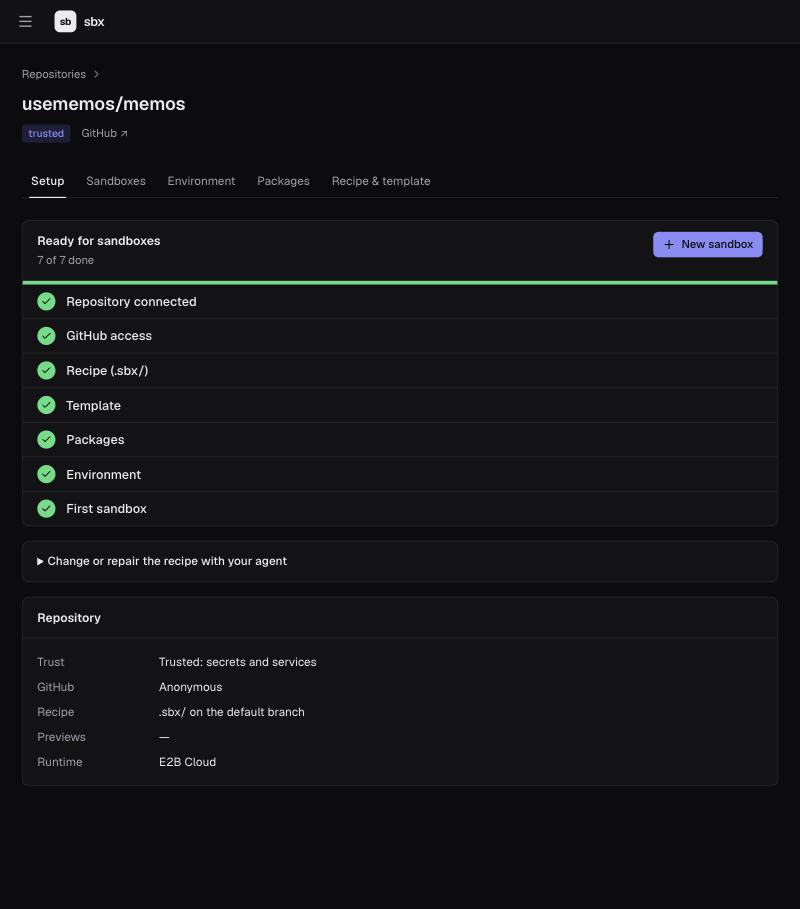 sb sbx
Repositories
usememos/memos
trusted GitHub ↗
Setup Sandboxes Environment Packages Recipe & template
Ready for sandboxes
7 of 7 done
+ New sandbox
Repository connected
GitHub access
Recipe (.sbx/)
Template
Packages
Environment
First sandbox
Change or repair the recipe with your agent
Repository
Trust Trusted: secrets and services
GitHub Anonymous
Recipe .sbx/ on the default branch
Previews —
Runtime E2B Cloud